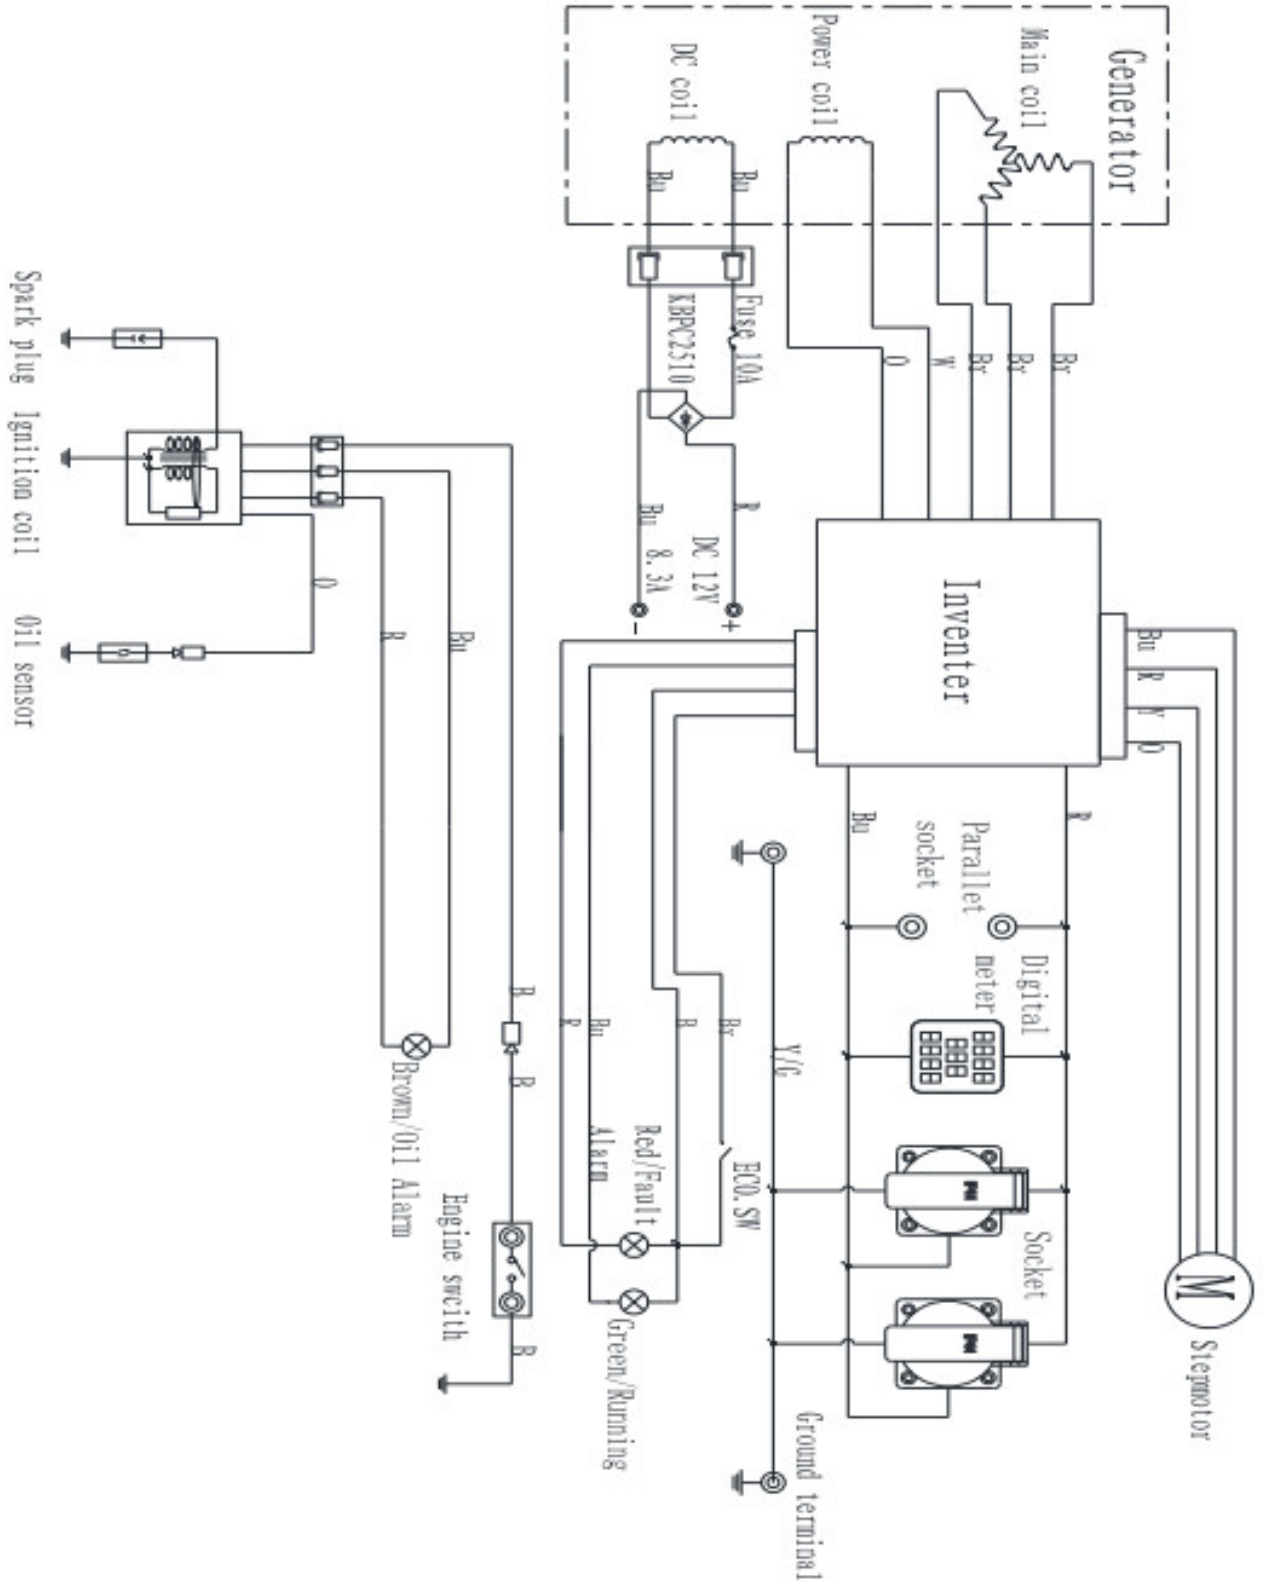 Generator
Main coil
Power coil
DC coil
Bu
Bu
Fuse 10A
KBPC2510
O
W
Br
Br
Br
R
Bu
DC 12V
8.3A
+
-
Inventer
Bu
R
Y
O
M
Stepmotor
R
Bu
Parallet
socket
Digital
meter
Socket
Y/G
Ground terminal
Br
B
Bu
R
ECO.SW
Red/Fault
Alarm
Green/Running
Spark plug
Ignition coil
Oil sensor
O
R
Bu
B
B
B
Brown/Oil Alarm
Engine swcith